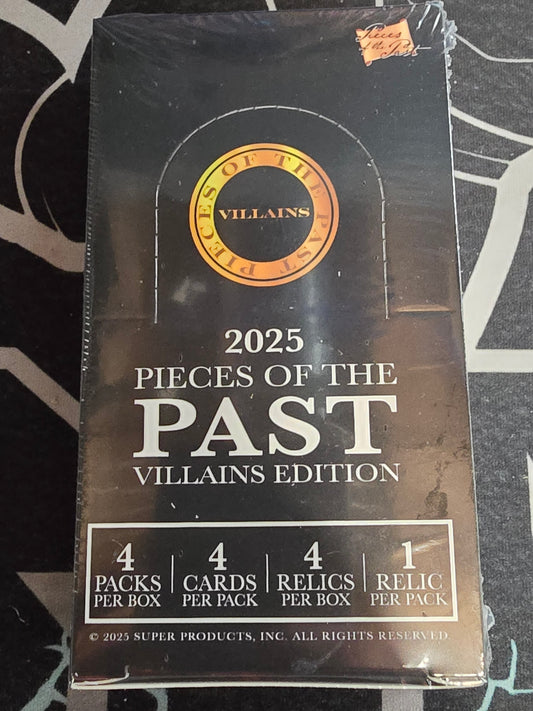 Pieces
of the Past
PIECES OF THE PAST
VILLAINS
2025
PIECES OF THE
PAST
VILLAINS EDITION
4 PACKS PER BOX
4 CARDS PER PACK
4 RELICS PER BOX
1 RELIC PER PACK
© 2025 SUPER PRODUCTS, INC. ALL RIGHTS RESERVED.